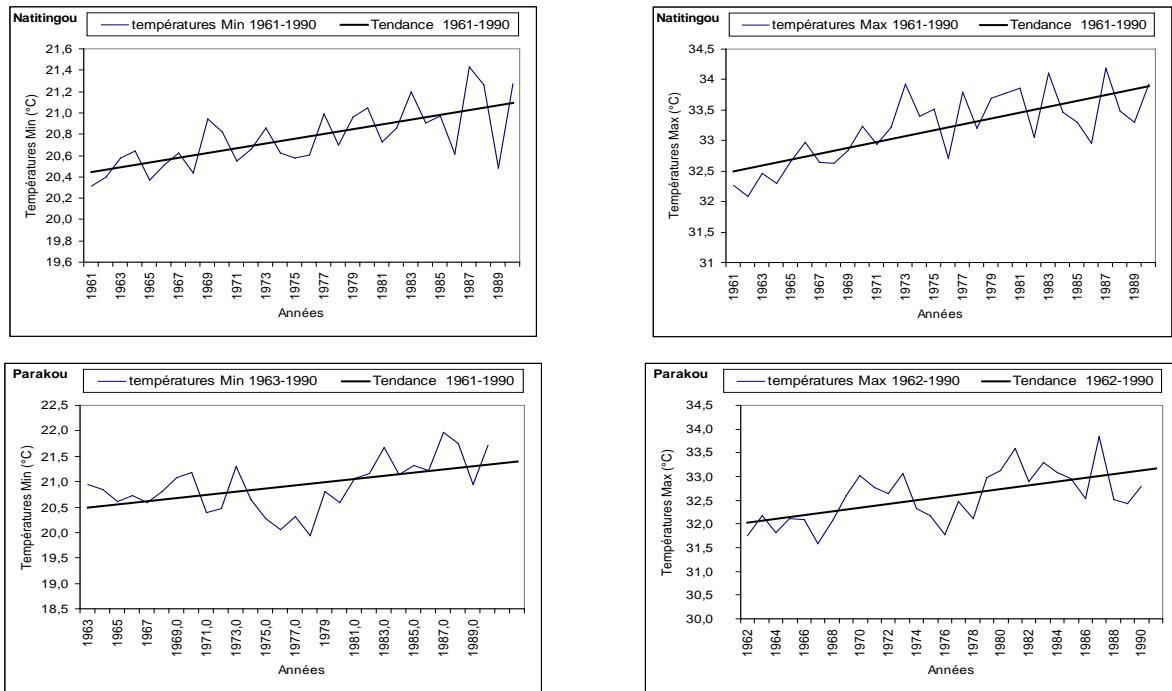 Natitingou
températures Min 1961-1990 Tendance 1961-1990
Températures Min (°C)
21,6
21,4
21,2
21,0
20,8
20,6
20,4
20,2
20,0
19,8
19,6
1961 1963 1965 1967 1969 1971 1973 1975 1977 1979 1981 1983 1985 1987 1989
Années
Natitingou
températures Max 1961-1990 Tendance 1961-1990
Températures Max (°C)
34,5
34
33,5
33
32,5
32
31,5
31
1961 1963 1965 1967 1969 1971 1973 1975 1977 1979 1981 1983 1985 1987 1989
Années
Parakou
températures Min 1963-1990 Tendance 1961-1990
Températures Min (°C)
22,5
22,0
21,5
21,0
20,5
20,0
19,5
19,0
18,5
1963 1965 1967 1969,0 1971,0 1973,0 1975,0 1977,0 1979 1981,0 1983,0 1985,0 1987,0 1989,0
Années
Parakou
températures Max 1962-1990 Tendance 1962-1990
Températures Max (°C)
34,5
34,0
33,5
33,0
32,5
32,0
31,5
31,0
30,5
30,0
1962 1964 1966 1968 1970 1972 1974 1976 1978 1980 1982 1984 1986 1988 1990
Années